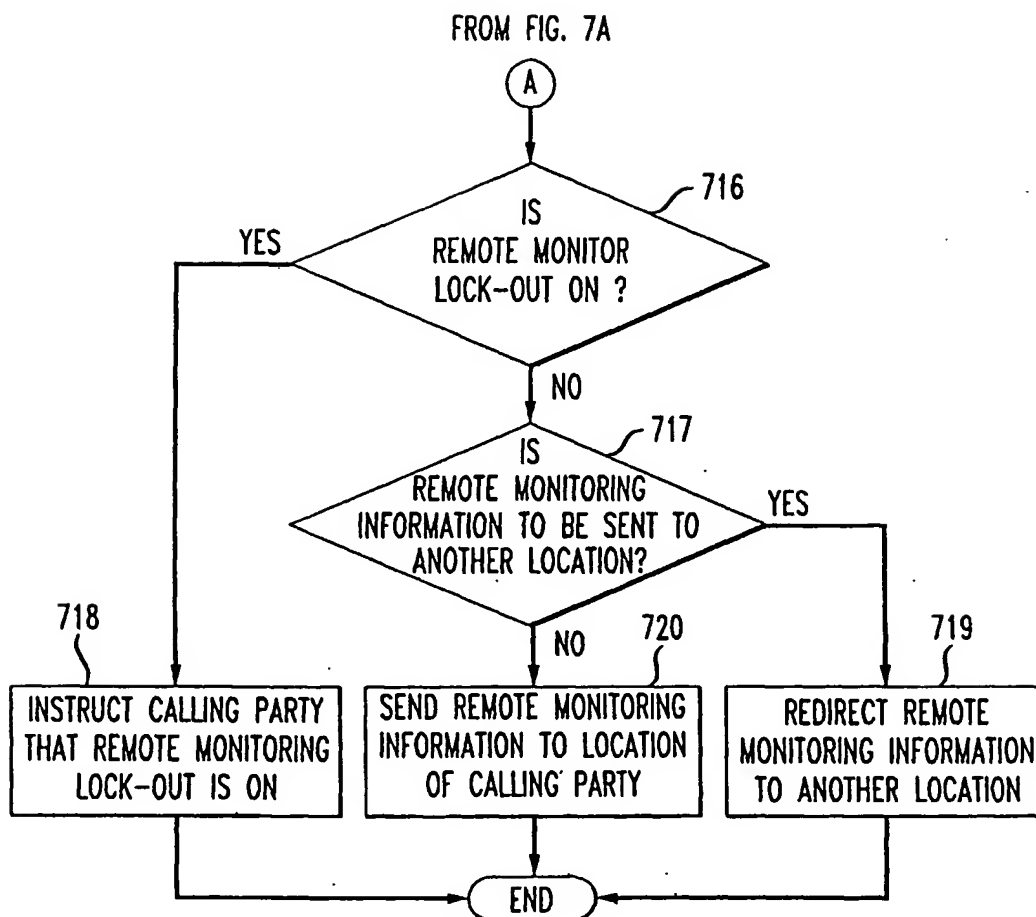 FROM FIG. 7A
A
716
IS
REMOTE MONITOR
LOCK-OUT ON ?
YES
NO
717
IS
REMOTE MONITORING
INFORMATION TO BE SENT TO
ANOTHER LOCATION?
YES
NO
718
INSTRUCT CALLING PARTY
THAT REMOTE MONITORING
LOCK-OUT IS ON
720
SEND REMOTE MONITORING
INFORMATION TO LOCATION
OF CALLING PARTY
719
REDIRECT REMOTE
MONITORING INFORMATION
TO ANOTHER LOCATION
END